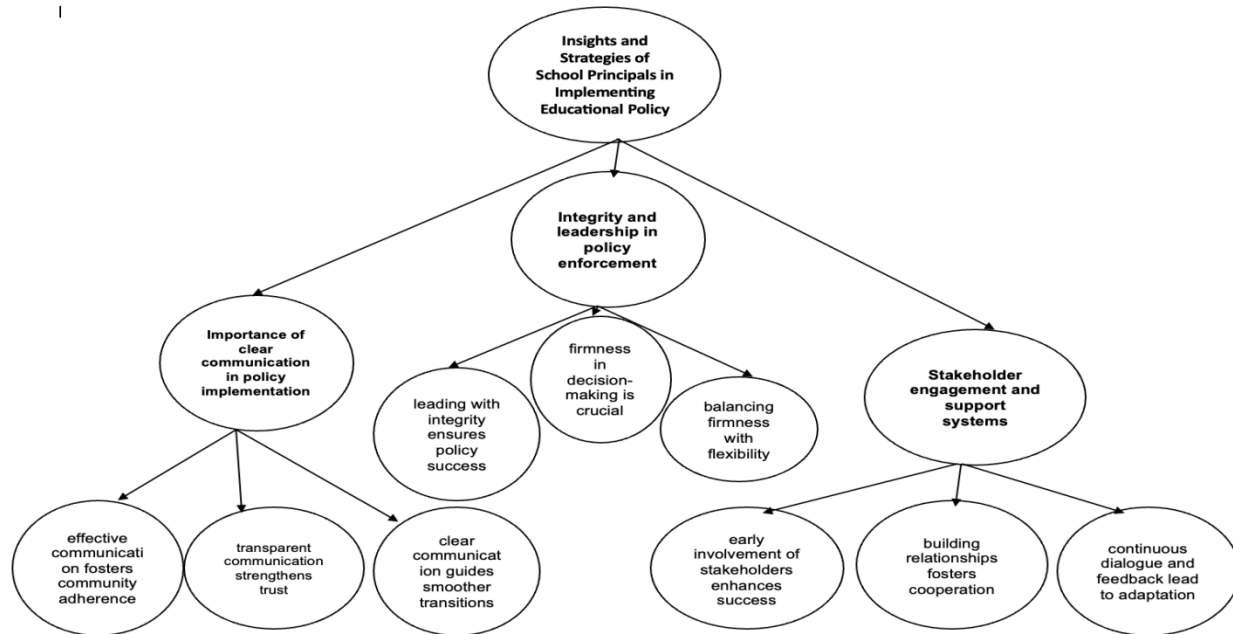 Insights and
Strategies of
School Principals in
Implementing
Educational Policy
Integrity and
leadership in
policy
enforcement
Importance of
clear
communication
in policy
implementation
Stakeholder
engagement and
support
systems
leading with
integrity
ensures
policy
success
firmness
in
decision-
making is
crucial
balancing
firmness
with
flexibility
effective
communicati
on fosters
community
adherence
transparent
communication
strengthens
trust
clear
communicat
ion guides
smoother
transitions
early
involvement of
stakeholders
enhances
success
building
relationships
fosters
cooperation
continuous
dialogue and
feedback lead
to adaptation